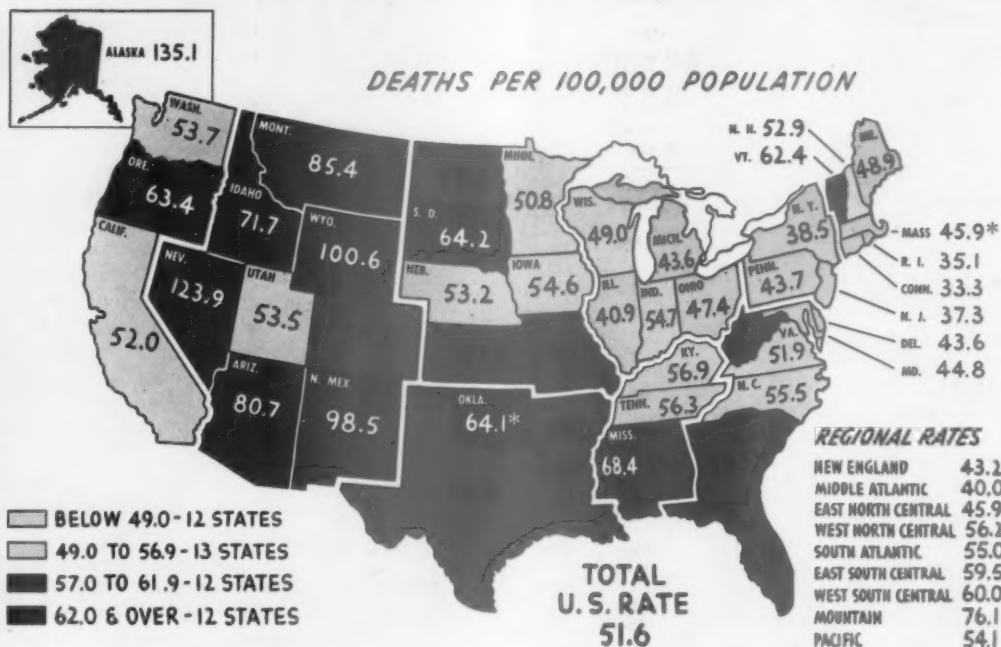 ALASKA 135.1
DEATHS PER 100,000 POPULATION
WASH.
53.7
ORE.
63.4
CALIF.
52.0
IDAHO
71.7
NEV.
123.9
MONT.
85.4
WYO.
100.6
UTAH
53.5
ARIZ.
80.7
N. MEX
98.5
S. D.
64.2
NEB.
53.2
MINN.
50.8
IOWA
54.6
OKLA.
64.1*
WIS.
49.0
MICH.
43.6
ILL.
40.9
IND.
54.7
OHIO
47.4
KY.
56.9
TENN. 56.3
MISS.
68.4
N. H. 52.9
VT. 62.4
ME.
48.9
N. Y.
38.5
PENN.
43.7
VA.
51.9
N.C.
55.5
MASS 45.9*
R. I. 35.1
CONN. 33.3
N. J. 37.3
DEL. 43.6
MD. 44.8
BELOW 49.0-12 STATES
49.0 TO 56.9-13 STATES
57.0 TO 61.9-12 STATES
62.0 & OVER-12 STATES
TOTAL
U.S. RATE
51.6
REGIONAL RATES
NEW ENGLAND 43.2
MIDDLE ATLANTIC 40.0
EAST NORTH CENTRAL 45.9
WEST NORTH CENTRAL 56.2
SOUTH ATLANTIC 55.0
EAST SOUTH CENTRAL 59.5
WEST SOUTH CENTRAL 60.0
MOUNTAIN 76.1
PACIFIC 54.1